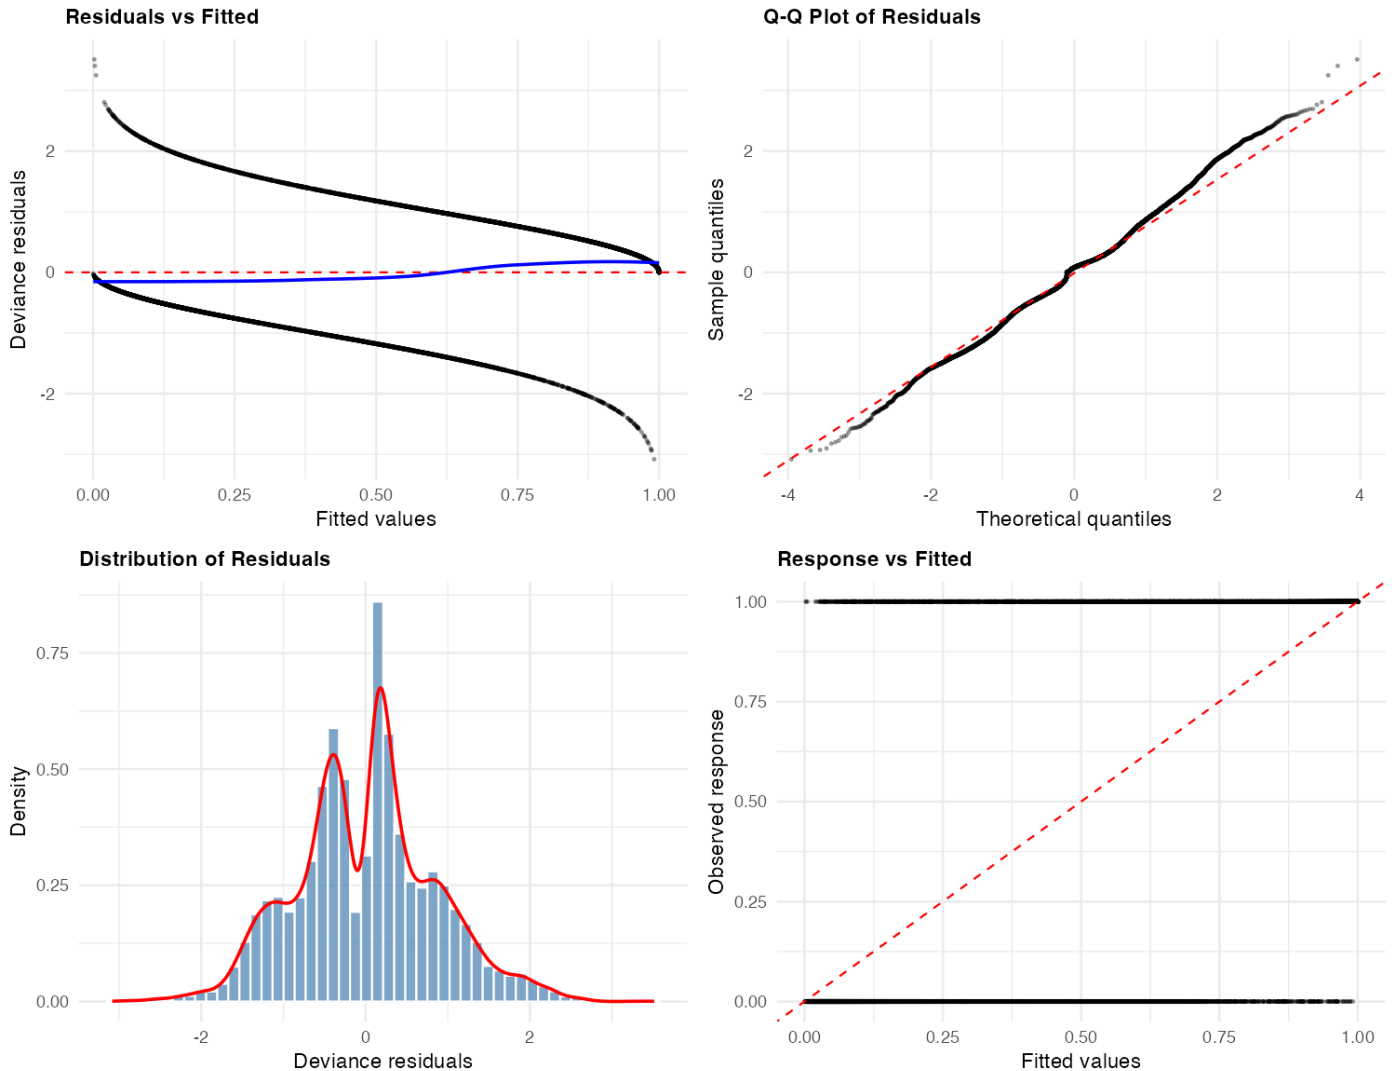 Residuals vs Fitted
Deviance residuals
2
0
-2
0.00 0.25 0.50 0.75 1.00
Fitted values
Q-Q Plot of Residuals
Sample quantiles
2
0
-2
-4 -2 0 2 4
Theoretical quantiles
Distribution of Residuals
Density
0.75
0.50
0.25
0.00
-2 0 2
Deviance residuals
Response vs Fitted
Observed response
1.00
0.75
0.50
0.25
0.00
0.00 0.25 0.50 0.75 1.00
Fitted values